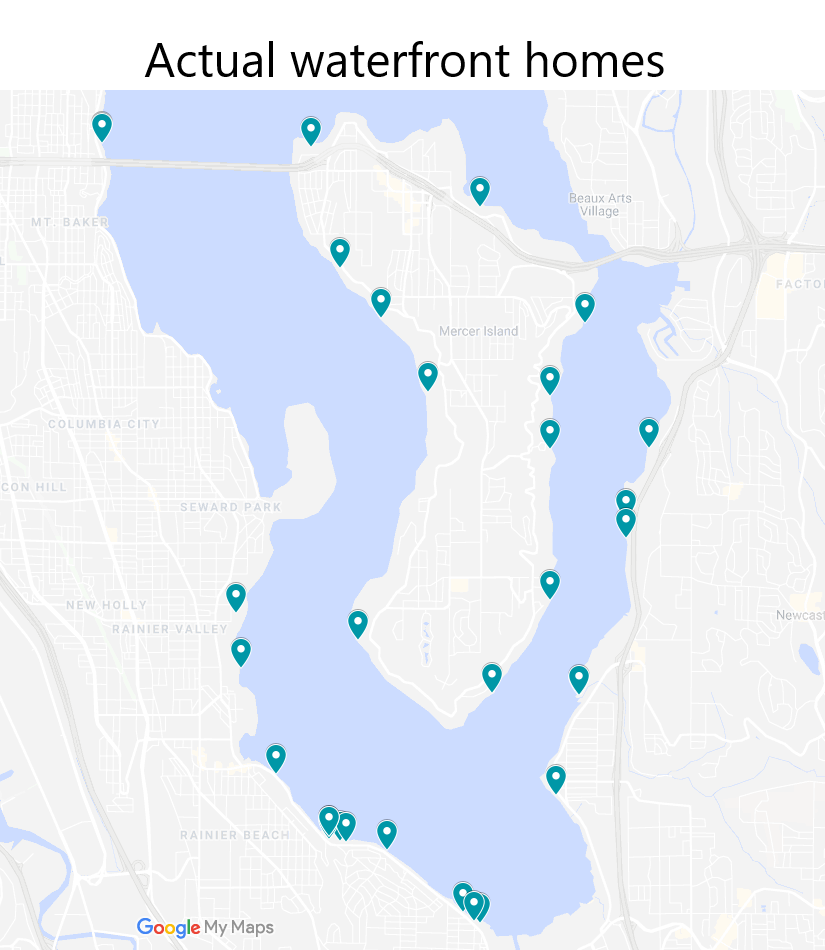 Actual waterfront homes
MT. BAKER
Beaux Arts
Village
FACTO
Mercer Island
COLUMBIA CITY
CON HILL
SEWARD PARK
NEW HOLLY
RAINIER VALLEY
Newcast
RAINIER BEACH
Google My Maps